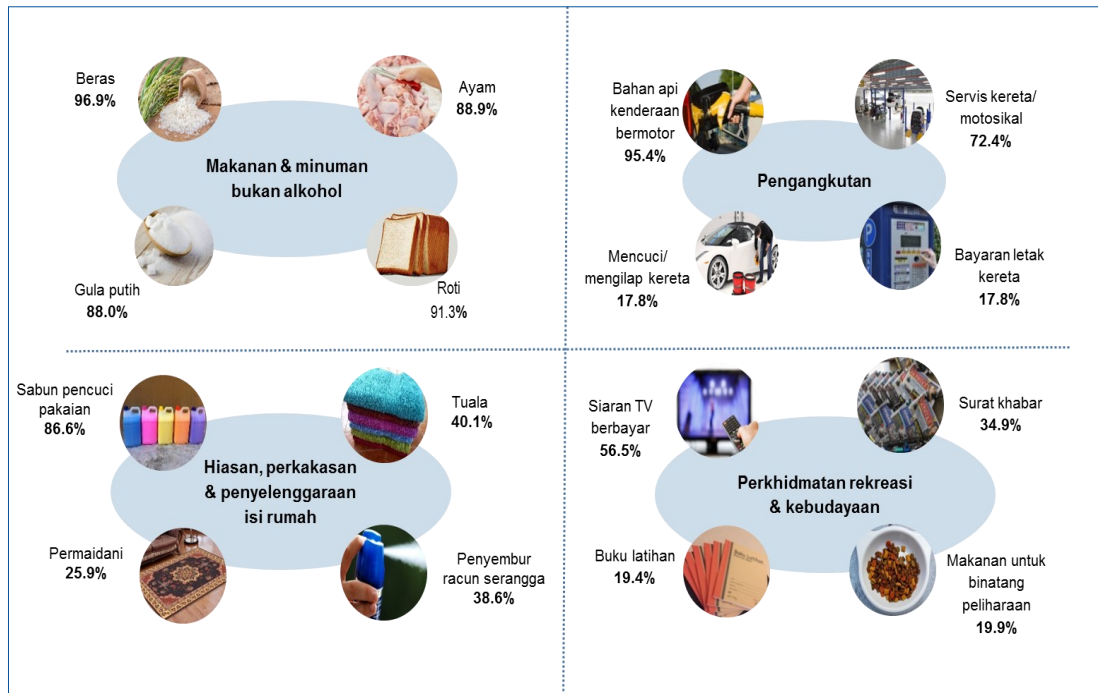 Beras
96.9%
Ayam
88.9%
Makanan & minuman
bukan alkohol
Gula putih
88.0%
Roti
91.3%
Bahan api
kenderaan
bermotor
95.4%
Servis kereta/
motosikal
72.4%
Pengangkutan
Mencuci/
mengilap kereta
17.8%
Bayaran letak
kereta
17.8%
Sabun pencuci
pakaian
86.6%
Tuala
40.1%
Hiasan, perkakasan
& penyelenggaraan
isi rumah
Permaidani
25.9%
Penyembur
racun serangga
38.6%
Siaran TV
berbayar
56.5%
Surat khabar
34.9%
Perkhidmatan rekreasi
& kebudayaan
Buku latihan
19.4%
Buku Latihan
Makanan untuk
binatang
peliharaan
19.9%